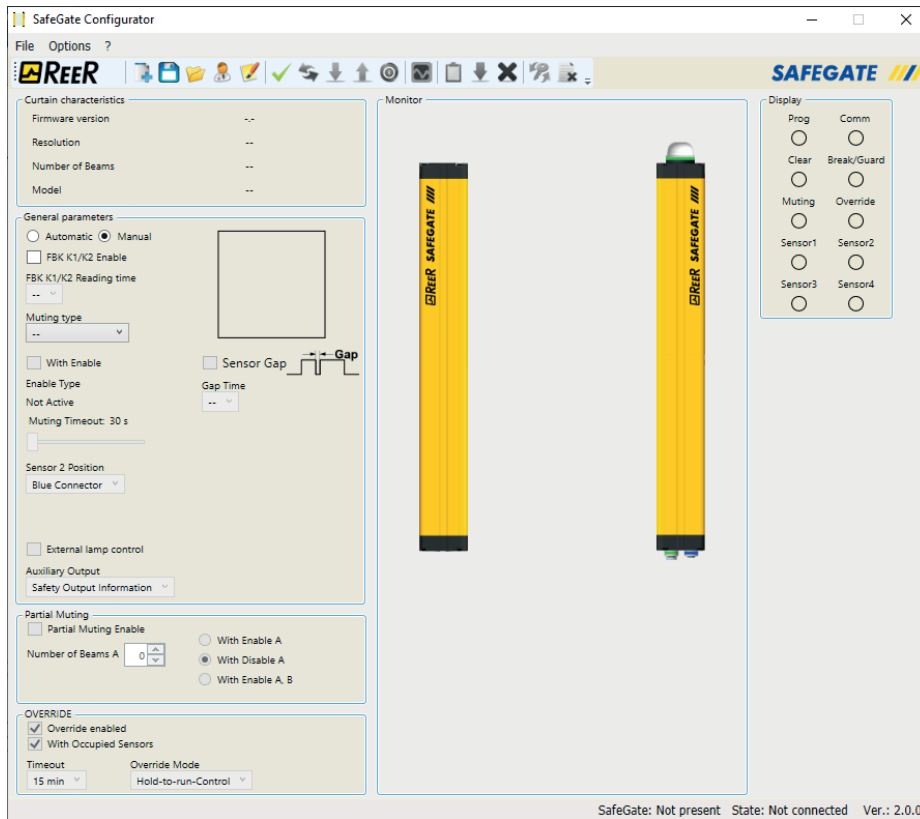 SafeGate Configurator
File Options ?
REER
SAFEGATE
Curtain characteristics
Firmware version -.-
Resolution --
Number of Beams --
Model --
General parameters
Automatic Manual
FBK K1/K2 Enable
FBK K1/K2 Reading time
--
Muting type
--
With Enable
Sensor Gap
Gap
Enable Type
Gap Time
Not Active
--
Muting Timeout: 30 s
Sensor 2 Position
Blue Connector
External lamp control
Auxiliary Output
Safety Output Information
Partial Muting
Partial Muting Enable
Number of Beams A 0
With Enable A
With Disable A
With Enable A, B
OVERRIDE
Override enabled
With Occupied Sensors
Timeout Override Mode
15 min Hold-to-run-Control
Monitor
REER SAFEGATE
REER SAFEGATE
Display
Prog Comm
Clear Break/Guard
Muting Override
Sensor1 Sensor2
Sensor3 Sensor4
SafeGate: Not present State: Not connected Ver.: 2.0.0